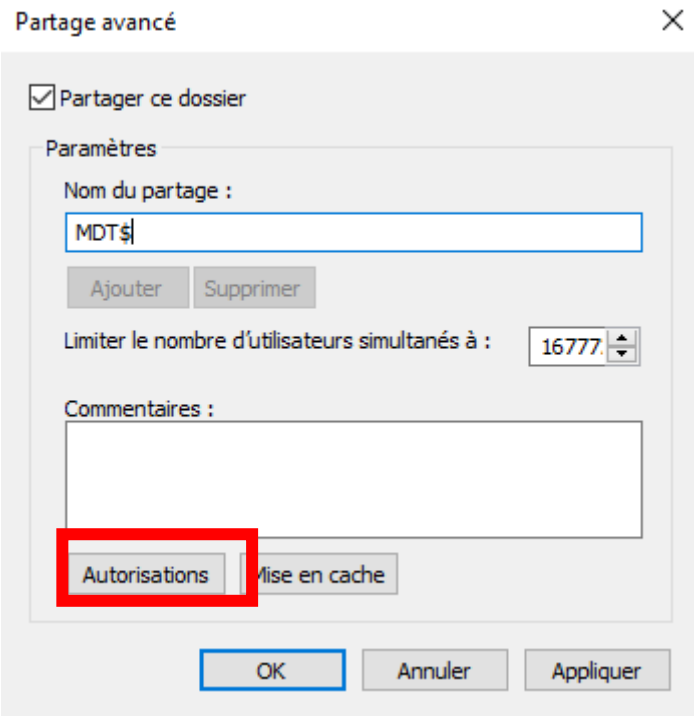 Partage avancé
Partager ce dossier
Paramètres
Nom du partage :
MDT$
Ajouter Supprimer
Limiter le nombre d'utilisateurs simultanés à : 16777
Commentaires :
Autorisations Mise en cache
OK Annuler Appliquer